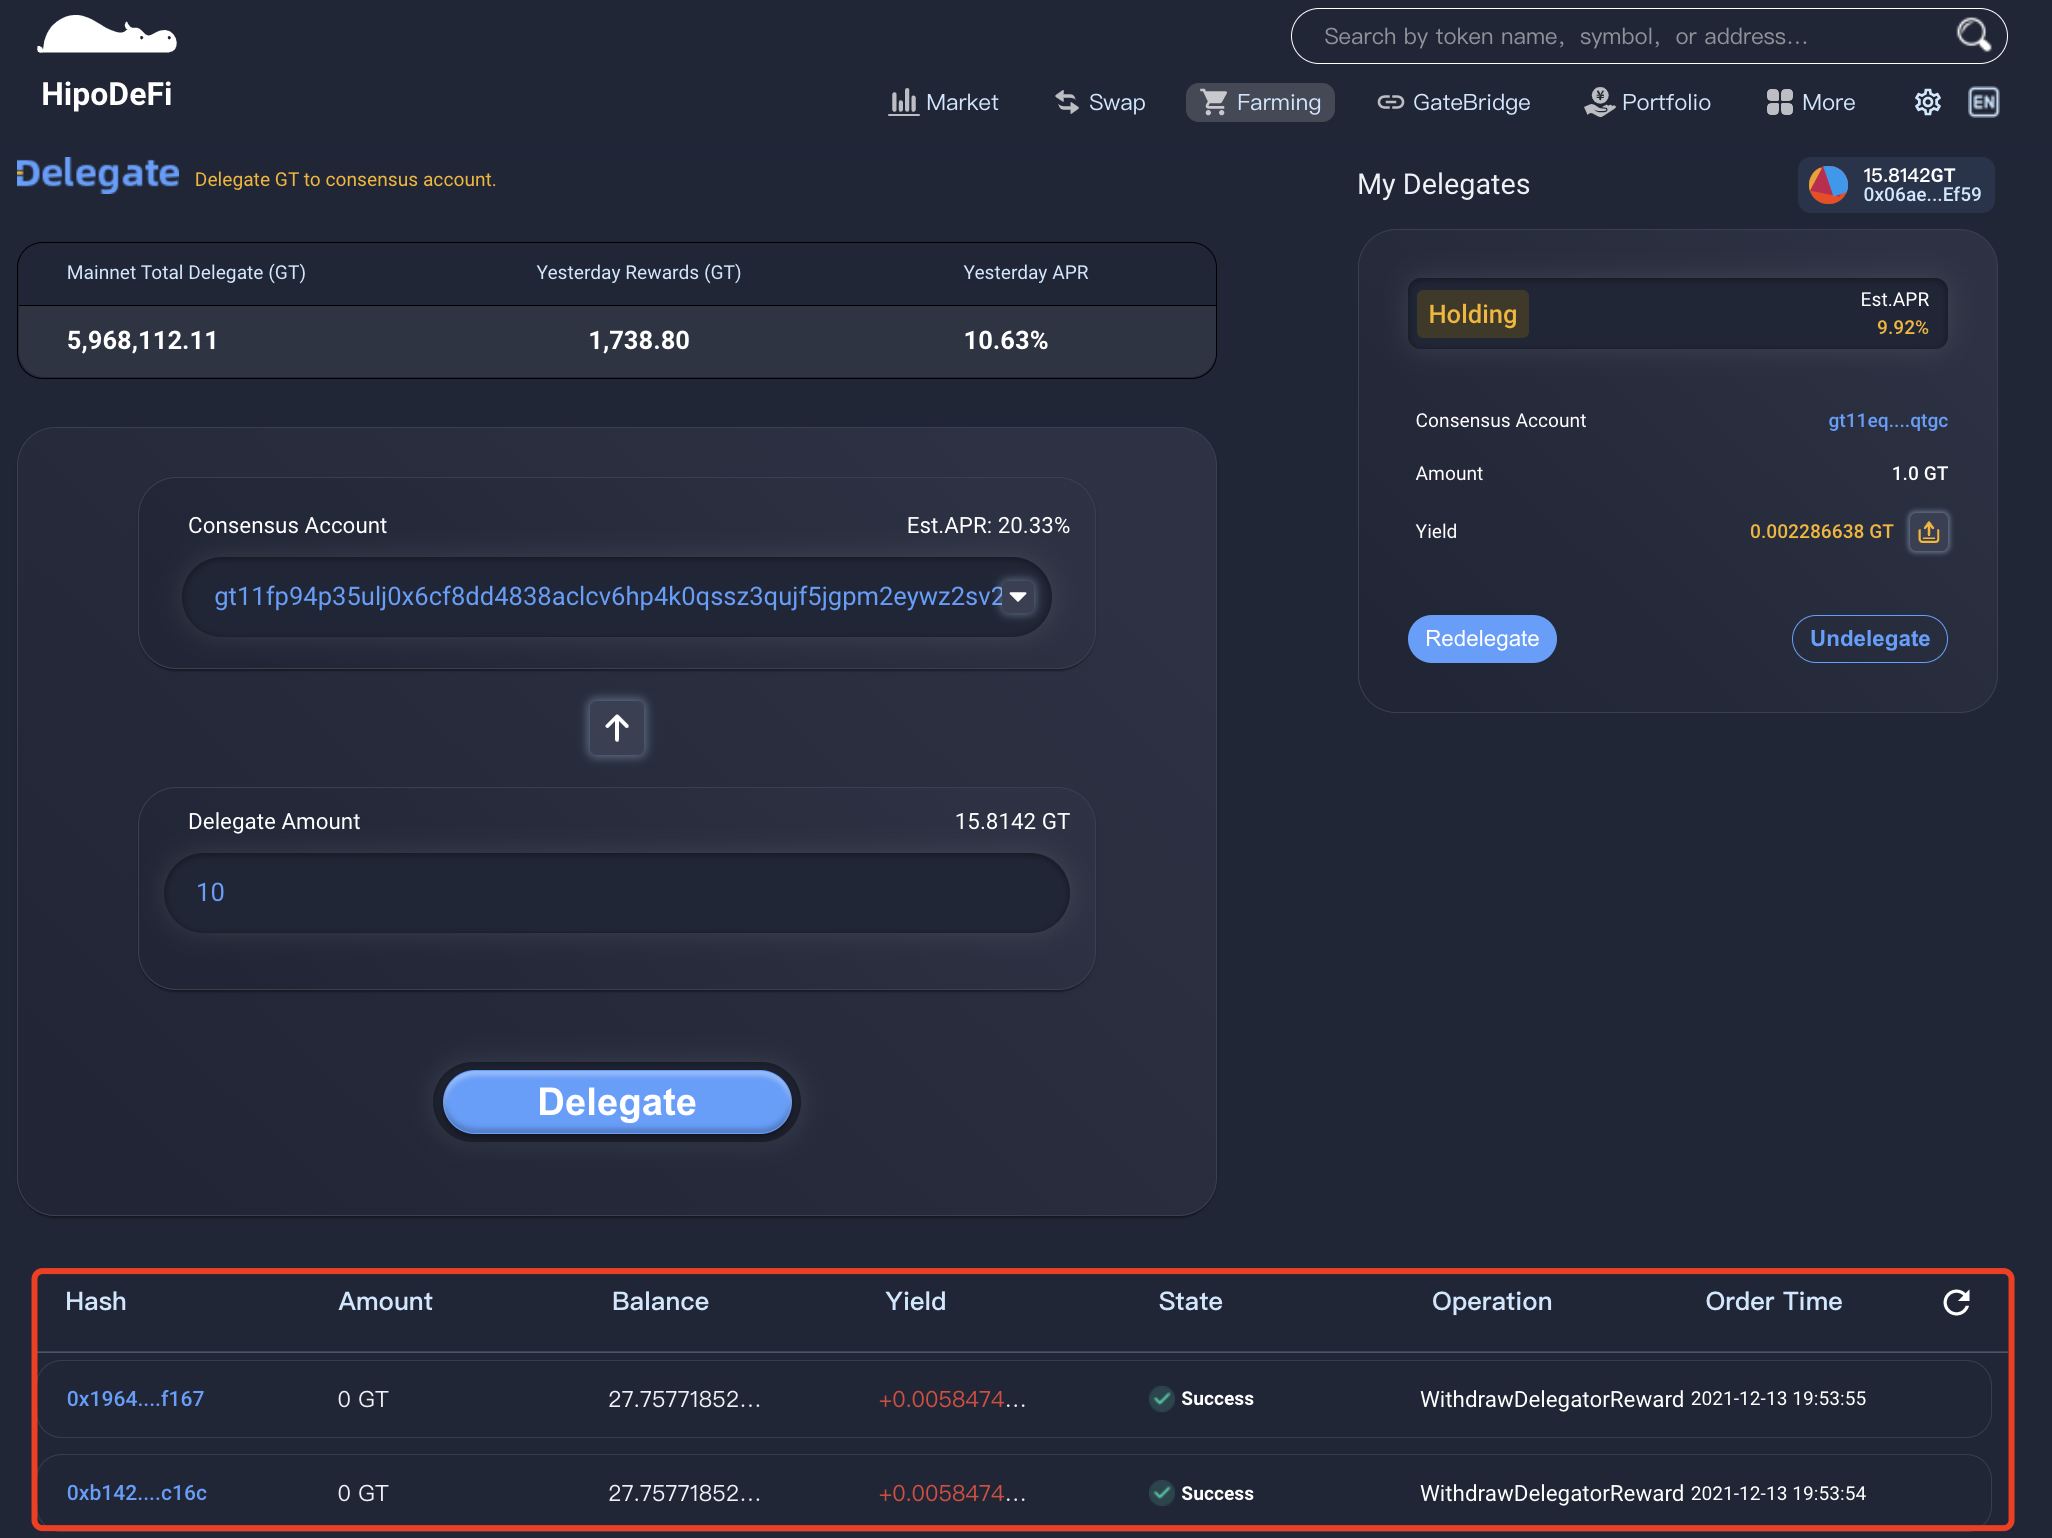 HipoDeFi
Search by token name, symbol, or address...
Market Swap Farming GateBridge Portfolio More EN
Delegate Delegate GT to consensus account.
Mainnet Total Delegate (GT) Yesterday Rewards (GT) Yesterday APR
5,968,112.11 1,738.80 10.63%
Consensus Account Est.APR: 20.33%
gt11fp94p35ulj0x6cf8dd4838aclcv6hp4k0qssz3qujf5jgpm2eywz2sv2
Delegate Amount 15.8142 GT
10
Delegate
My Delegates
15.8142GT
0x06ae...Ef59
Holding
Est.APR
9.92%
Consensus Account gt11eq....qtgc
Amount 1.0 GT
Yield 0.002286638 GT
Redelegate Undelegate
Hash Amount Balance Yield State Operation Order Time
0x1964....f167 0 GT 27.75771852... +0.0058474... Success WithdrawDelegatorReward 2021-12-13 19:53:55
0xb142....c16c 0 GT 27.75771852... +0.0058474... Success WithdrawDelegatorReward 2021-12-13 19:53:54